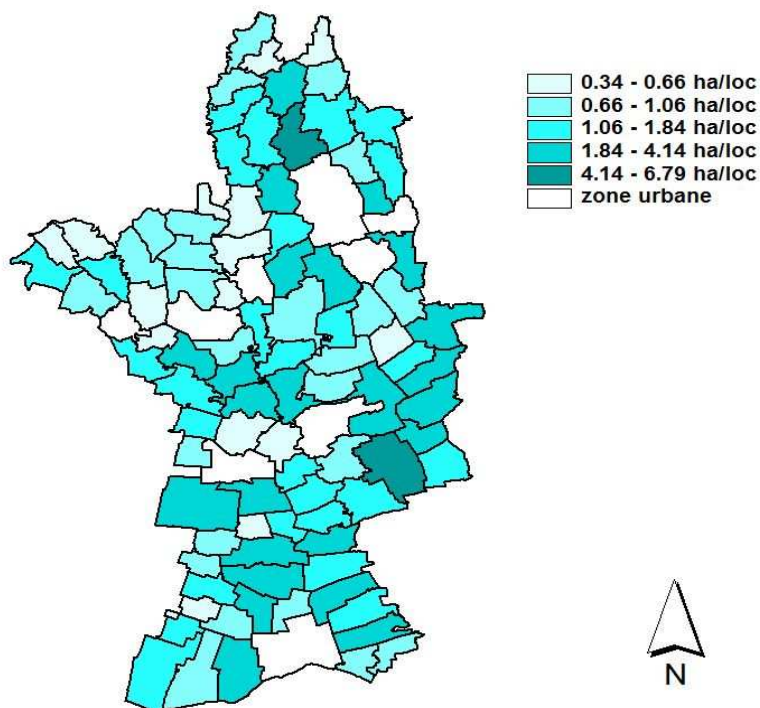 0.34 - 0.66 ha/loc
0.66 - 1.06 ha/loc
1.06 - 1.84 ha/loc
1.84 - 4.14 ha/loc
4.14 - 6.79 ha/loc
zone urbane
N